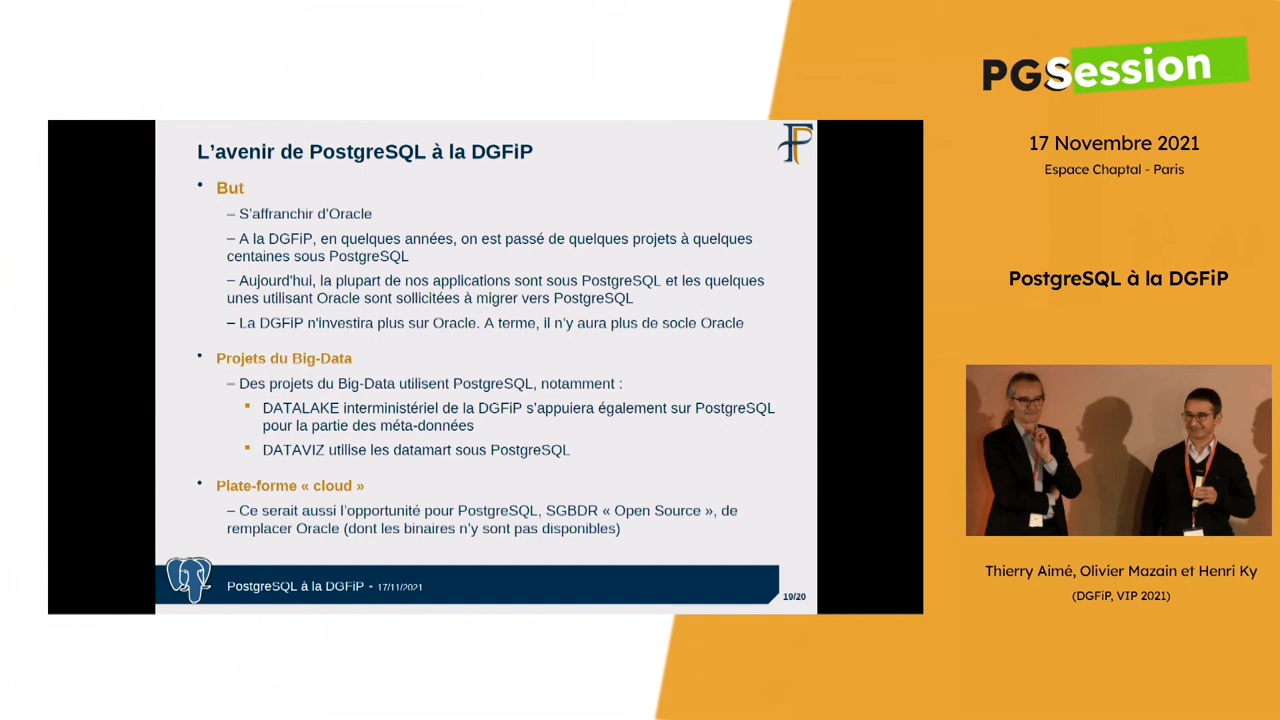 L'avenir de PostgreSQL à la DGFiP
• But
– S'affranchir d'Oracle
– A la DGFiP, en quelques années, on est passé de quelques projets à quelques
centaines sous PostgreSQL
– Aujourd'hui, la plupart de nos applications sont sous PostgreSQL et les quelques
unes utilisant Oracle sont sollicitées à migrer vers PostgreSQL
– La DGFiP n'investira plus sur Oracle. A terme, il n'y aura plus de socle Oracle
• Projets du Big-Data
– Des projets du Big-Data utilisent PostgreSQL, notamment :
▪ DATALAKE interministériel de la DGFiP s'appuiera également sur PostgreSQL
pour la partie des méta-données
▪ DATAVIZ utilise les datamart sous PostgreSQL
• Plate-forme « cloud »
– Ce serait aussi l'opportunité pour PostgreSQL, SGBDR « Open Source », de
remplacer Oracle (dont les binaires n'y sont pas disponibles)
PostgreSQL à la DGFiP - 17/11/2021
19/20
PGSession
17 Novembre 2021
Espace Chaptal - Paris
PostgreSQL à la DGFiP
Thierry Aimé, Olivier Mazain et Henri Ky
(DGFiP, VIP 2021)